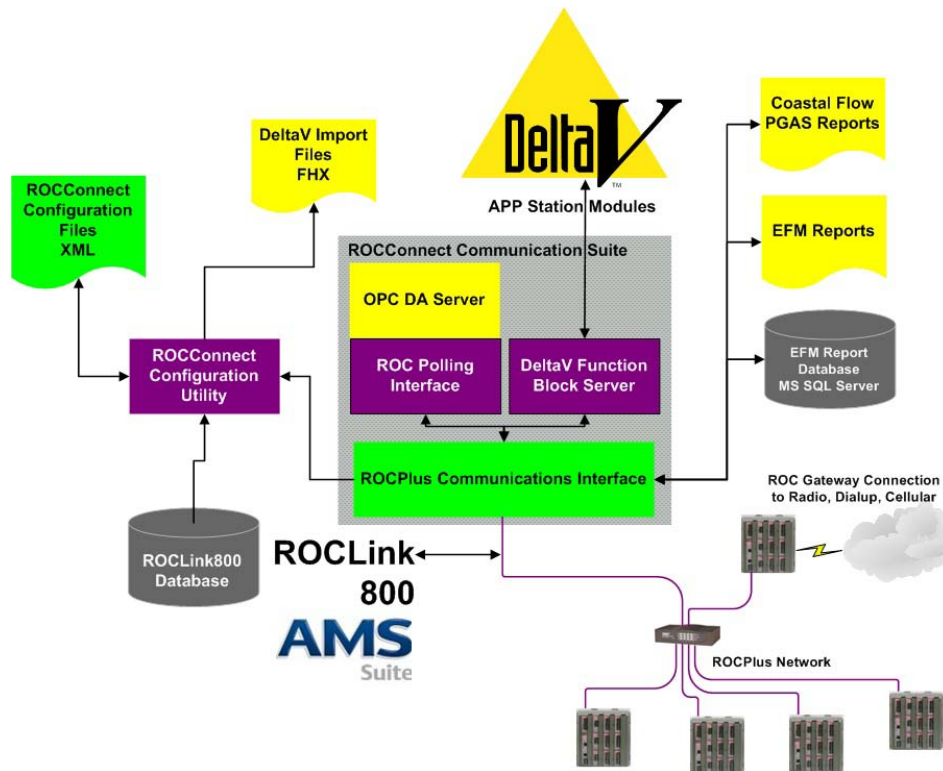 DeltaV
TM
APP Station Modules
Coastal Flow
PGAS Reports
DeltaV Import
Files
FHX
ROCConnect
Configuration
Files
XML
EFM Reports
ROCConnect Communication Suite
OPC DA Server
ROC Polling
Interface
DeltaV Function
Block Server
ROCConnect
Configuration
Utility
EFM Report
Database
MS SQL Server
ROCPlus Communications Interface
ROC Gateway Connection
to Radio, Dialup, Cellular
ROCLink800
Database
ROCLink
800
AMS
Suite
ROCPlus Network